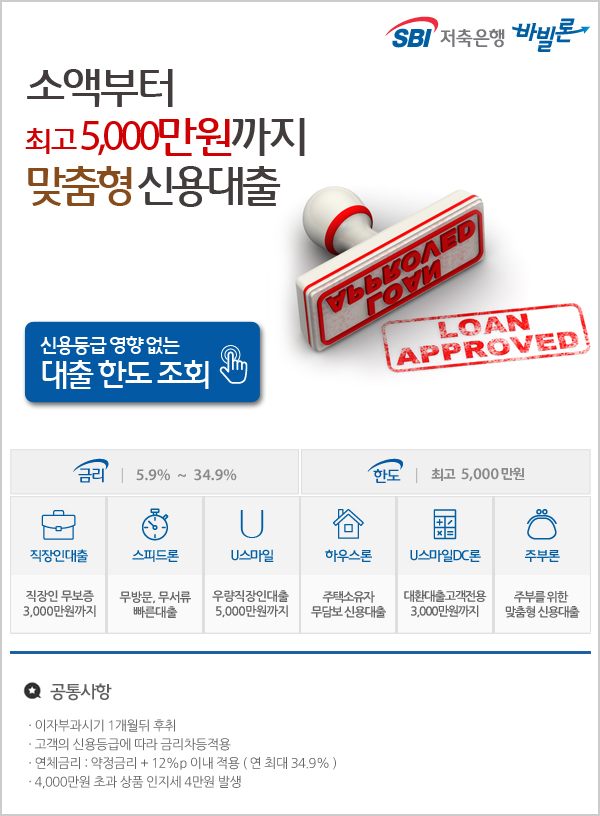 SBI 저축은행 바빌론
소액부터
최고 5,000만원까지
맞춤형 신용대출
APPROVED
LOAN
LOAN
APPROVED
신용등급 영향 없는
대출 한도 조회
금리 | 5.9% ~ 34.9%
한도 | 최고 5,000만원
직장인대출
직장인 무보증
3,000만원까지
스피드론
무방문, 무서류
빠른대출
U스마일
우량직장인대출
5,000만원까지
하우스론
주택소유자
무담보 신용대출
U스마일DC론
대환대출고객전용
3,000만원까지
주부론
주부를 위한
맞춤형 신용대출
공통사항
· 이자부과시기 1개월뒤 후취
· 고객의 신용등급에 따라 금리차등적용
· 연체금리 : 약정금리 + 12%p 이내 적용 ( 연 최대 34.9% )
· 4,000만원 초과 상품 인지세 4만원 발생